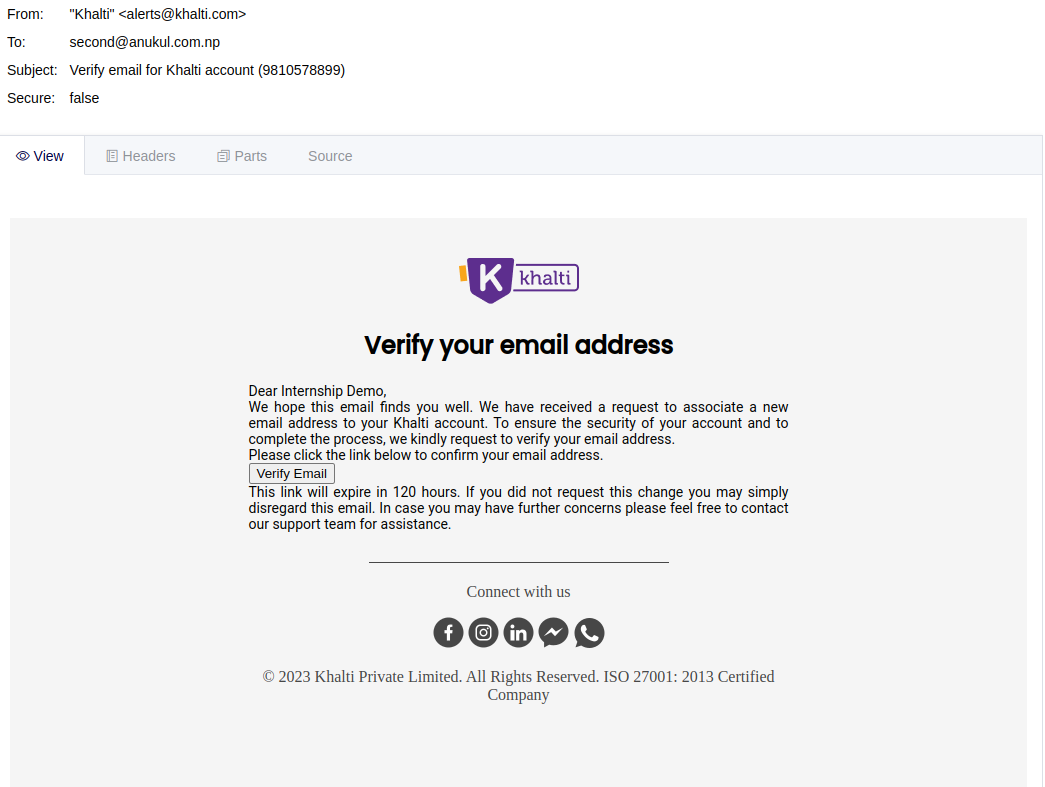 From: "Khalti" <alerts@khalti.com>
To: second@anukul.com.np
Subject: Verify email for Khalti account (9810578899)
Secure: false
View Headers Parts Source
K khalti
Verify your email address
Dear Internship Demo,
We hope this email finds you well. We have received a request to associate a new
email address to your Khalti account. To ensure the security of your account and to
complete the process, we kindly request to verify your email address.
Please click the link below to confirm your email address.
Verify Email
This link will expire in 120 hours. If you did not request this change you may simply
disregard this email. In case you may have further concerns please feel free to contact
our support team for assistance.
Connect with us
© 2023 Khalti Private Limited. All Rights Reserved. ISO 27001: 2013 Certified
Company